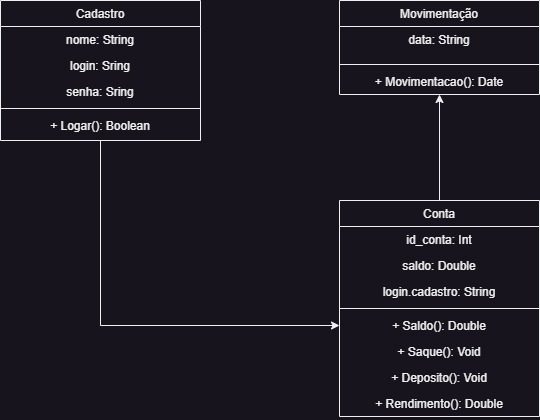 Cadastro
nome: String
login: Sring
senha: Sring
+ Logar(): Boolean
Movimentação
data: String
+ Movimentacao(): Date
Conta
id_conta: Int
saldo: Double
login.cadastro: String
+ Saldo(): Double
+ Saque(): Void
+ Deposito(): Void
+ Rendimento(): Double